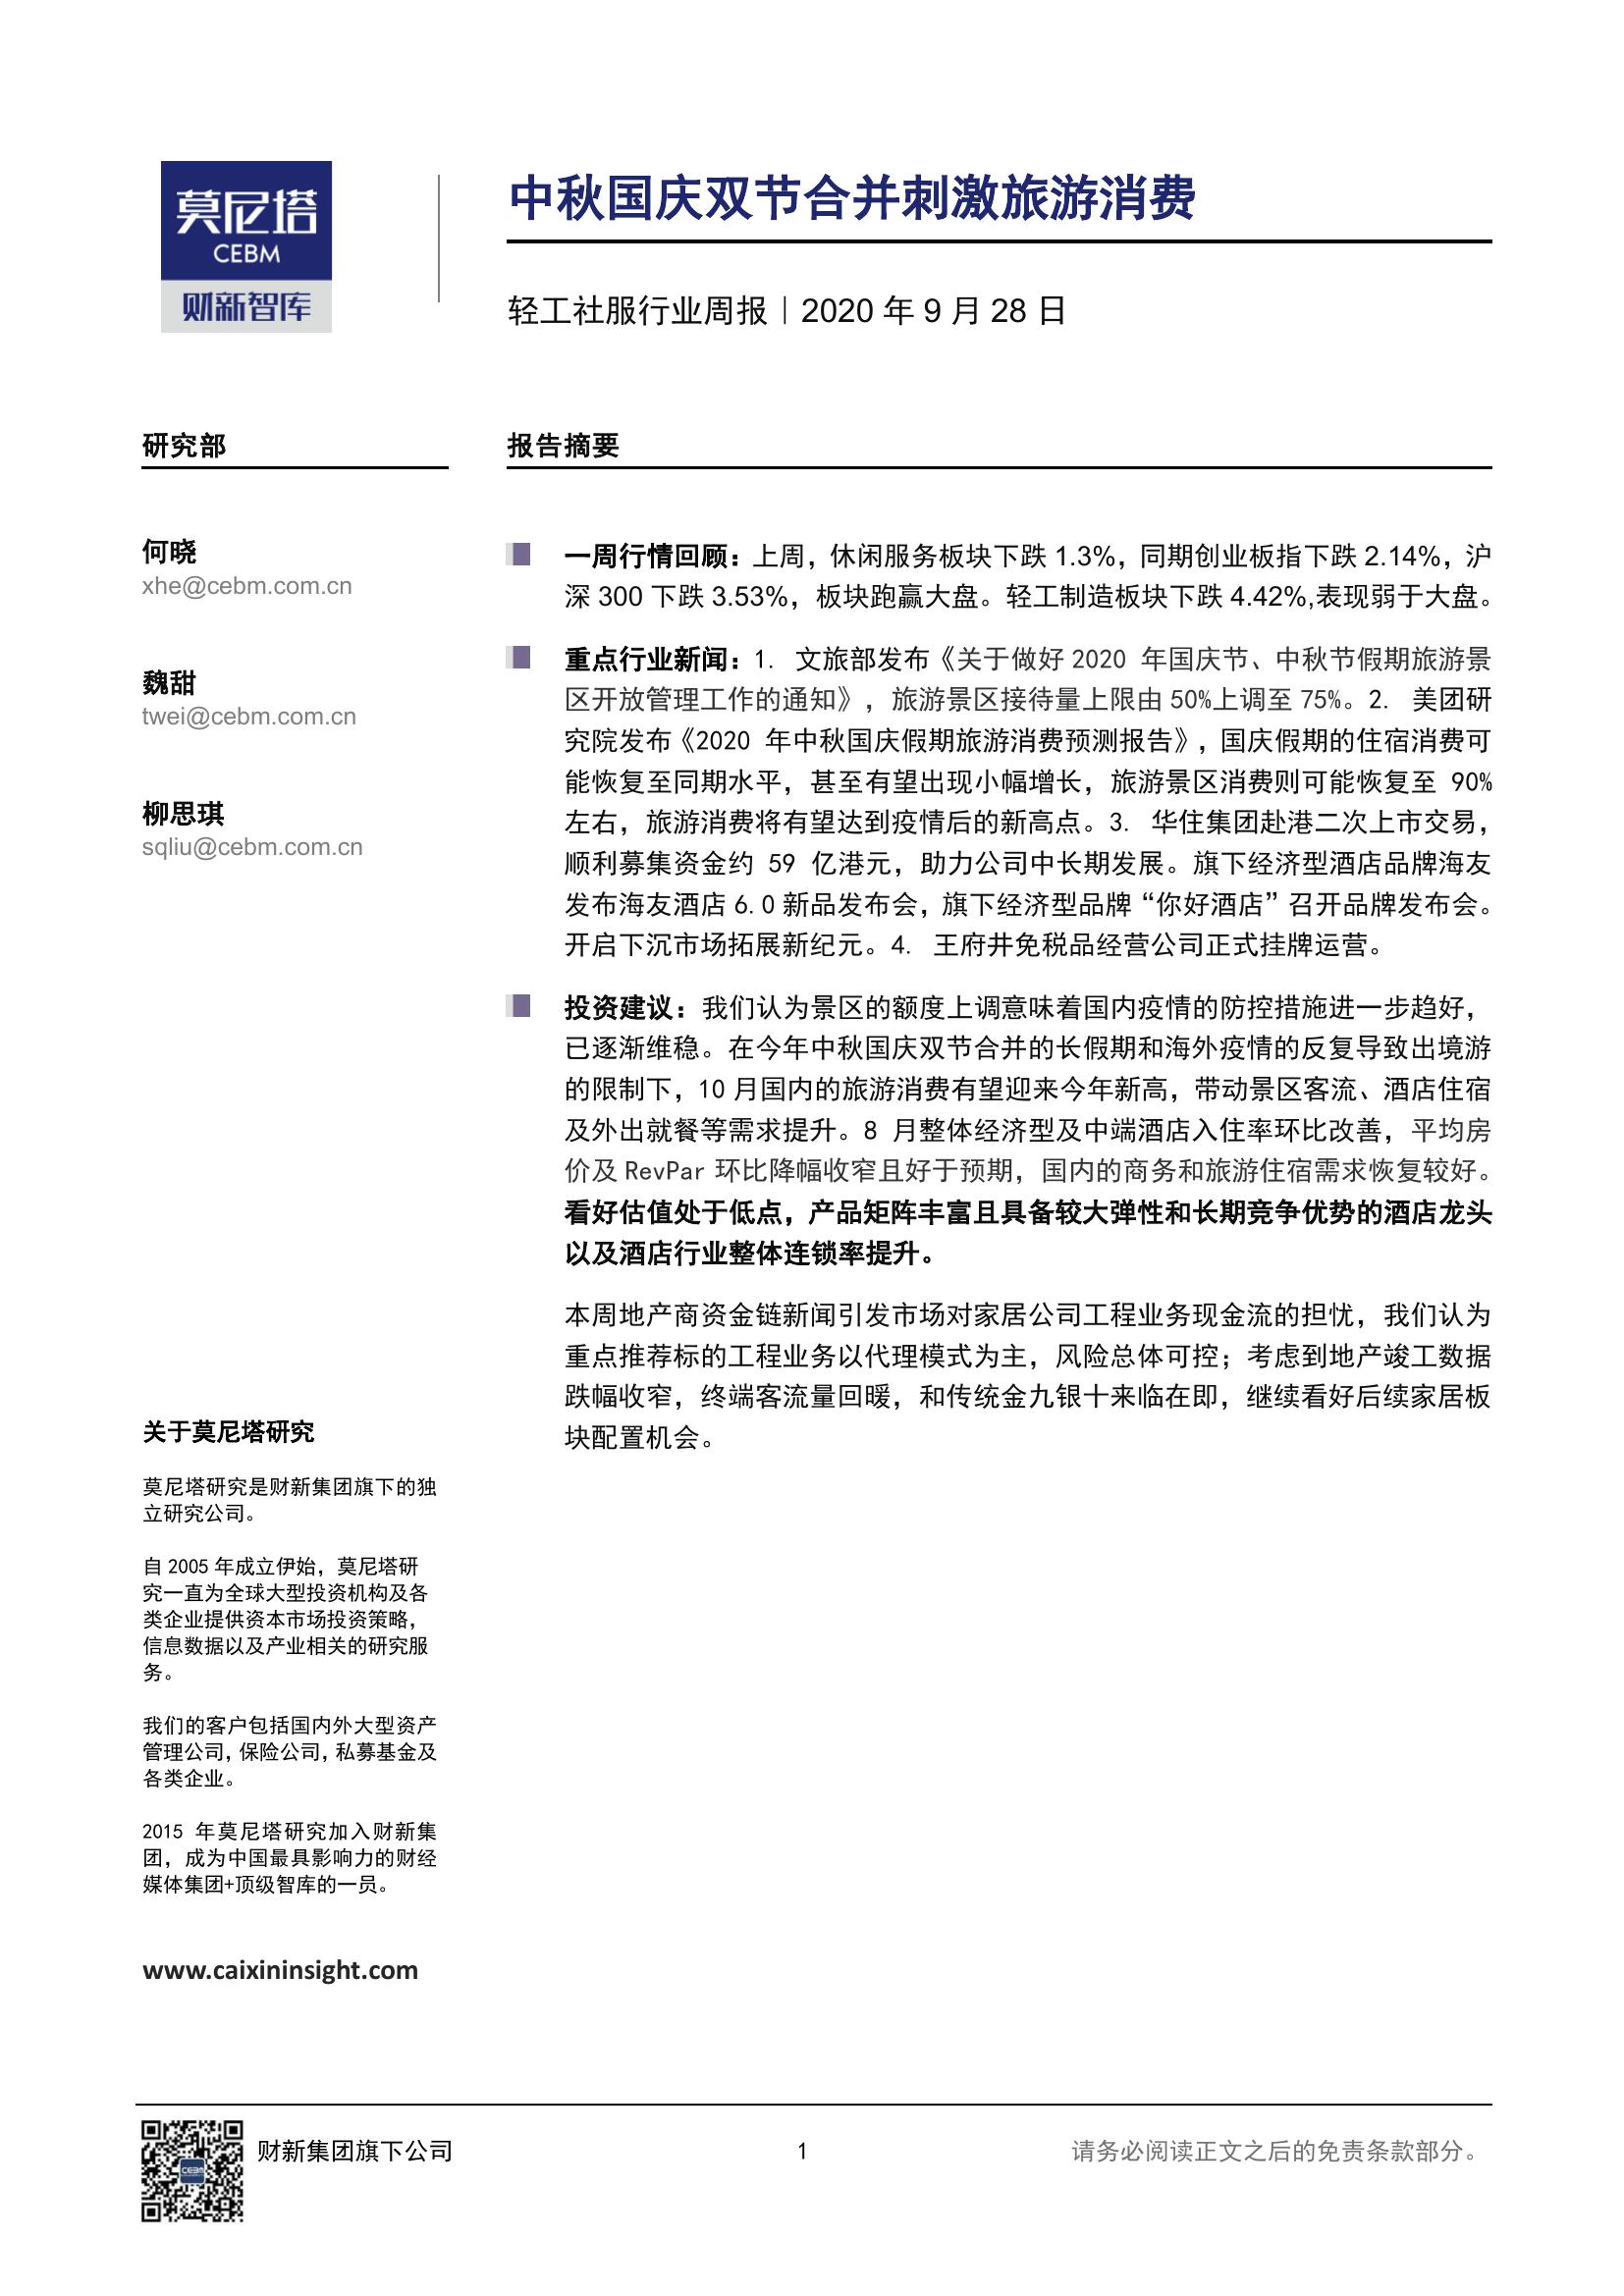 莫尼塔
CEBM
财新智库
中秋国庆双节合并刺激旅游消费
轻工社服行业周报︱2020 年 9 月 28 日
研究部
何晓
xhe@cebm.com.cn
魏甜
twei@cebm.com.cn
柳思琪
sqliu@cebm.com.cn
报告摘要
一周行情回顾：上周，休闲服务板块下跌 1.3%，同期创业板指下跌 2.14%，沪
深 300 下跌 3.53%，板块跑赢大盘。轻工制造板块下跌 4.42%,表现弱于大盘。
重点行业新闻：1. 文旅部发布《关于做好 2020 年国庆节、中秋节假期旅游景
区开放管理工作的通知》，旅游景区接待量上限由 50%上调至 75%。2. 美团研
究院发布《2020 年中秋国庆假期旅游消费预测报告》，国庆假期的住宿消费可
能恢复至同期水平，甚至有望出现小幅增长，旅游景区消费则可能恢复至 90%
左右，旅游消费将有望达到疫情后的新高点。3. 华住集团赴港二次上市交易，
顺利募集资金约 59 亿港元，助力公司中长期发展。旗下经济型酒店品牌海友
发布海友酒店 6.0 新品发布会，旗下经济型品牌“你好酒店”召开品牌发布会。
开启下沉市场拓展新纪元。4. 王府井免税品经营公司正式挂牌运营。
投资建议：我们认为景区的额度上调意味着国内疫情的防控措施进一步趋好，
已逐渐维稳。在今年中秋国庆双节合并的长假期和海外疫情的反复导致出境游
的限制下，10 月国内的旅游消费有望迎来今年新高，带动景区客流、酒店住宿
及外出就餐等需求提升。8 月整体经济型及中端酒店入住率环比改善，平均房
价及 RevPar 环比降幅收窄且好于预期，国内的商务和旅游住宿需求恢复较好。
看好估值处于低点，产品矩阵丰富且具备较大弹性和长期竞争优势的酒店龙头
以及酒店行业整体连锁率提升。
本周地产商资金链新闻引发市场对家居公司工程业务现金流的担忧，我们认为
重点推荐标的工程业务以代理模式为主，风险总体可控；考虑到地产竣工数据
跌幅收窄，终端客流量回暖，和传统金九银十来临在即，继续看好后续家居板
块配置机会。
关于莫尼塔研究
莫尼塔研究是财新集团旗下的独
立研究公司。
自 2005 年成立伊始，莫尼塔研
究一直为全球大型投资机构及各
类企业提供资本市场投资策略，
信息数据以及产业相关的研究服
务。
我们的客户包括国内外大型资产
管理公司，保险公司，私募基金及
各类企业。
2015 年莫尼塔研究加入财新集
团，成为中国最具影响力的财经
媒体集团+顶级智库的一员。
www.caixininsight.com
CEBM
财新集团旗下公司
1
请务必阅读正文之后的免责条款部分。